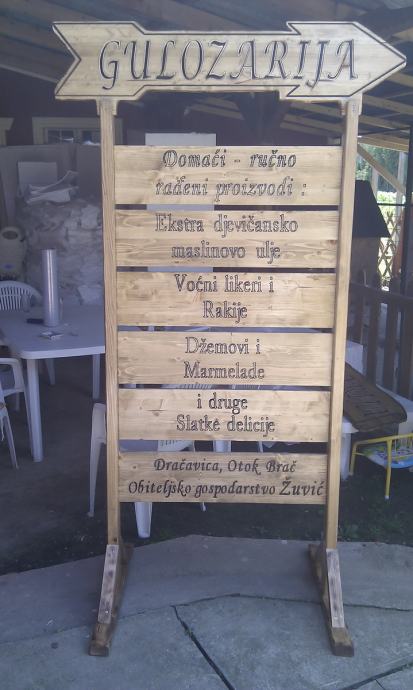 GULOZARIJA
Domaći - ručno
rađeni proizvodi :
Ekstra djevičansko
maslinovo ulje
Voćni likeri i
Rakije
Džemovi i
Marmelade
i druge
Slatke delicije
Dračavica, Otok Brač
Obiteljsko gospodarstvo Žuvić